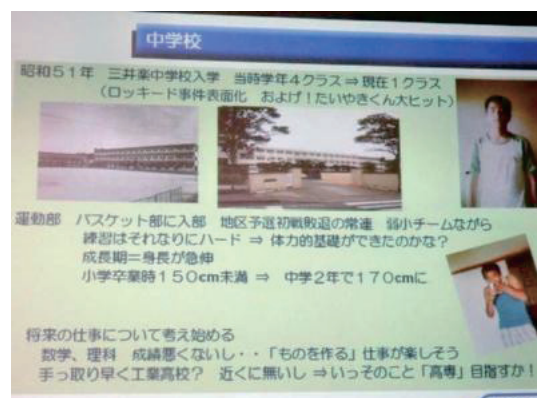 中学校
昭和51年 三井楽中学校入学 当時学年4クラス⇒現在1クラス
(ロッキード事件表面化 およげ!たいやきくん大ヒット)
運動部 バスケット部に入部 地区予選初戦敗退の常連 弱小チームながら
練習はそれなりにハード ⇒ 体力的基礎ができたのかな?
成長期=身長が急伸
小学卒業時150cm未満 ⇒ 中学2年で170cmに
将来の仕事について考え始める
数学、理科 成績悪くないし・・「ものを作る」仕事が楽しそう
手っ取り早く工業高校? 近くに無いし ⇒いっそのこと「高専」目指すか!